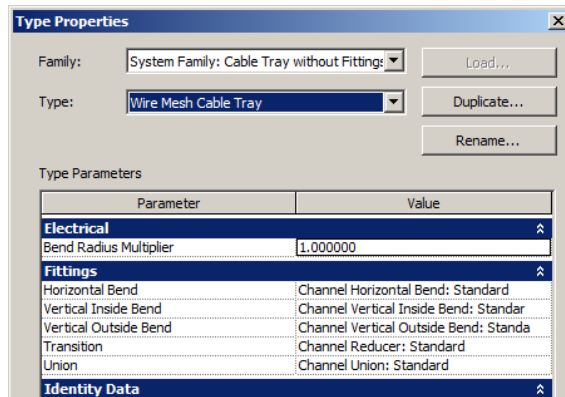 Type Properties
Family: System Family: Cable Tray without Fittings Load...
Type: Wire Mesh Cable Tray Duplicate...
Rename...
Type Parameters
Parameter Value
Electrical
Bend Radius Multiplier 1.000000
Fittings
Horizontal Bend Channel Horizontal Bend: Standard
Vertical Inside Bend Channel Vertical Inside Bend: Standar
Vertical Outside Bend Channel Vertical Outside Bend: Standa
Transition Channel Reducer: Standard
Union Channel Union: Standard
Identity Data